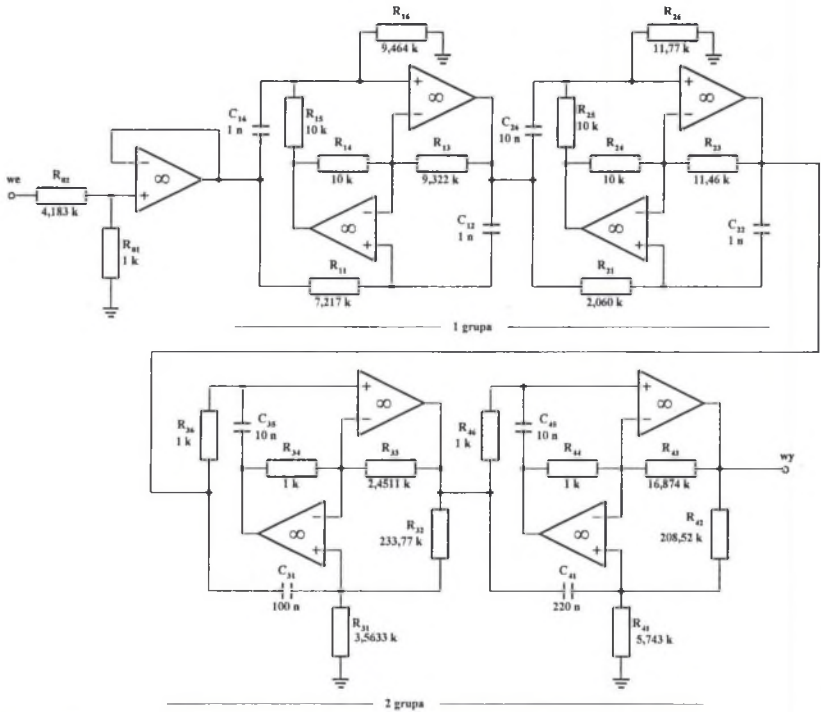 R₁₆
9,464 k
R₂₆
11,77 k
C₁₄
1 n
R₁₅
10 k
+
∞
−
R₁₄
10 k
R₁₃
9,322 k
C₂₄
10 n
R₂₅
10 k
+
∞
−
R₂₄
10 k
R₂₃
11,46 k
we
R₀₂
4,183 k
−
∞
+
R₀₁
1 k
∞
−
+
C₁₂
1 n
R₁₁
7,217 k
∞
−
+
C₂₂
1 n
R₂₁
2,060 k
1 grupa
R₃₆
1 k
C₃₅
10 n
+
∞
−
R₃₄
1 k
R₃₃
2,4511 k
R₄₆
1 k
C₄₅
10 n
+
∞
−
R₄₄
1 k
R₄₃
16,874 k
wy
∞
−
+
R₃₂
233,77 k
C₃₁
100 n
R₃₁
3,5633 k
∞
−
+
R₄₂
208,52 k
C₄₁
220 n
R₄₁
5,743 k
2 grupa